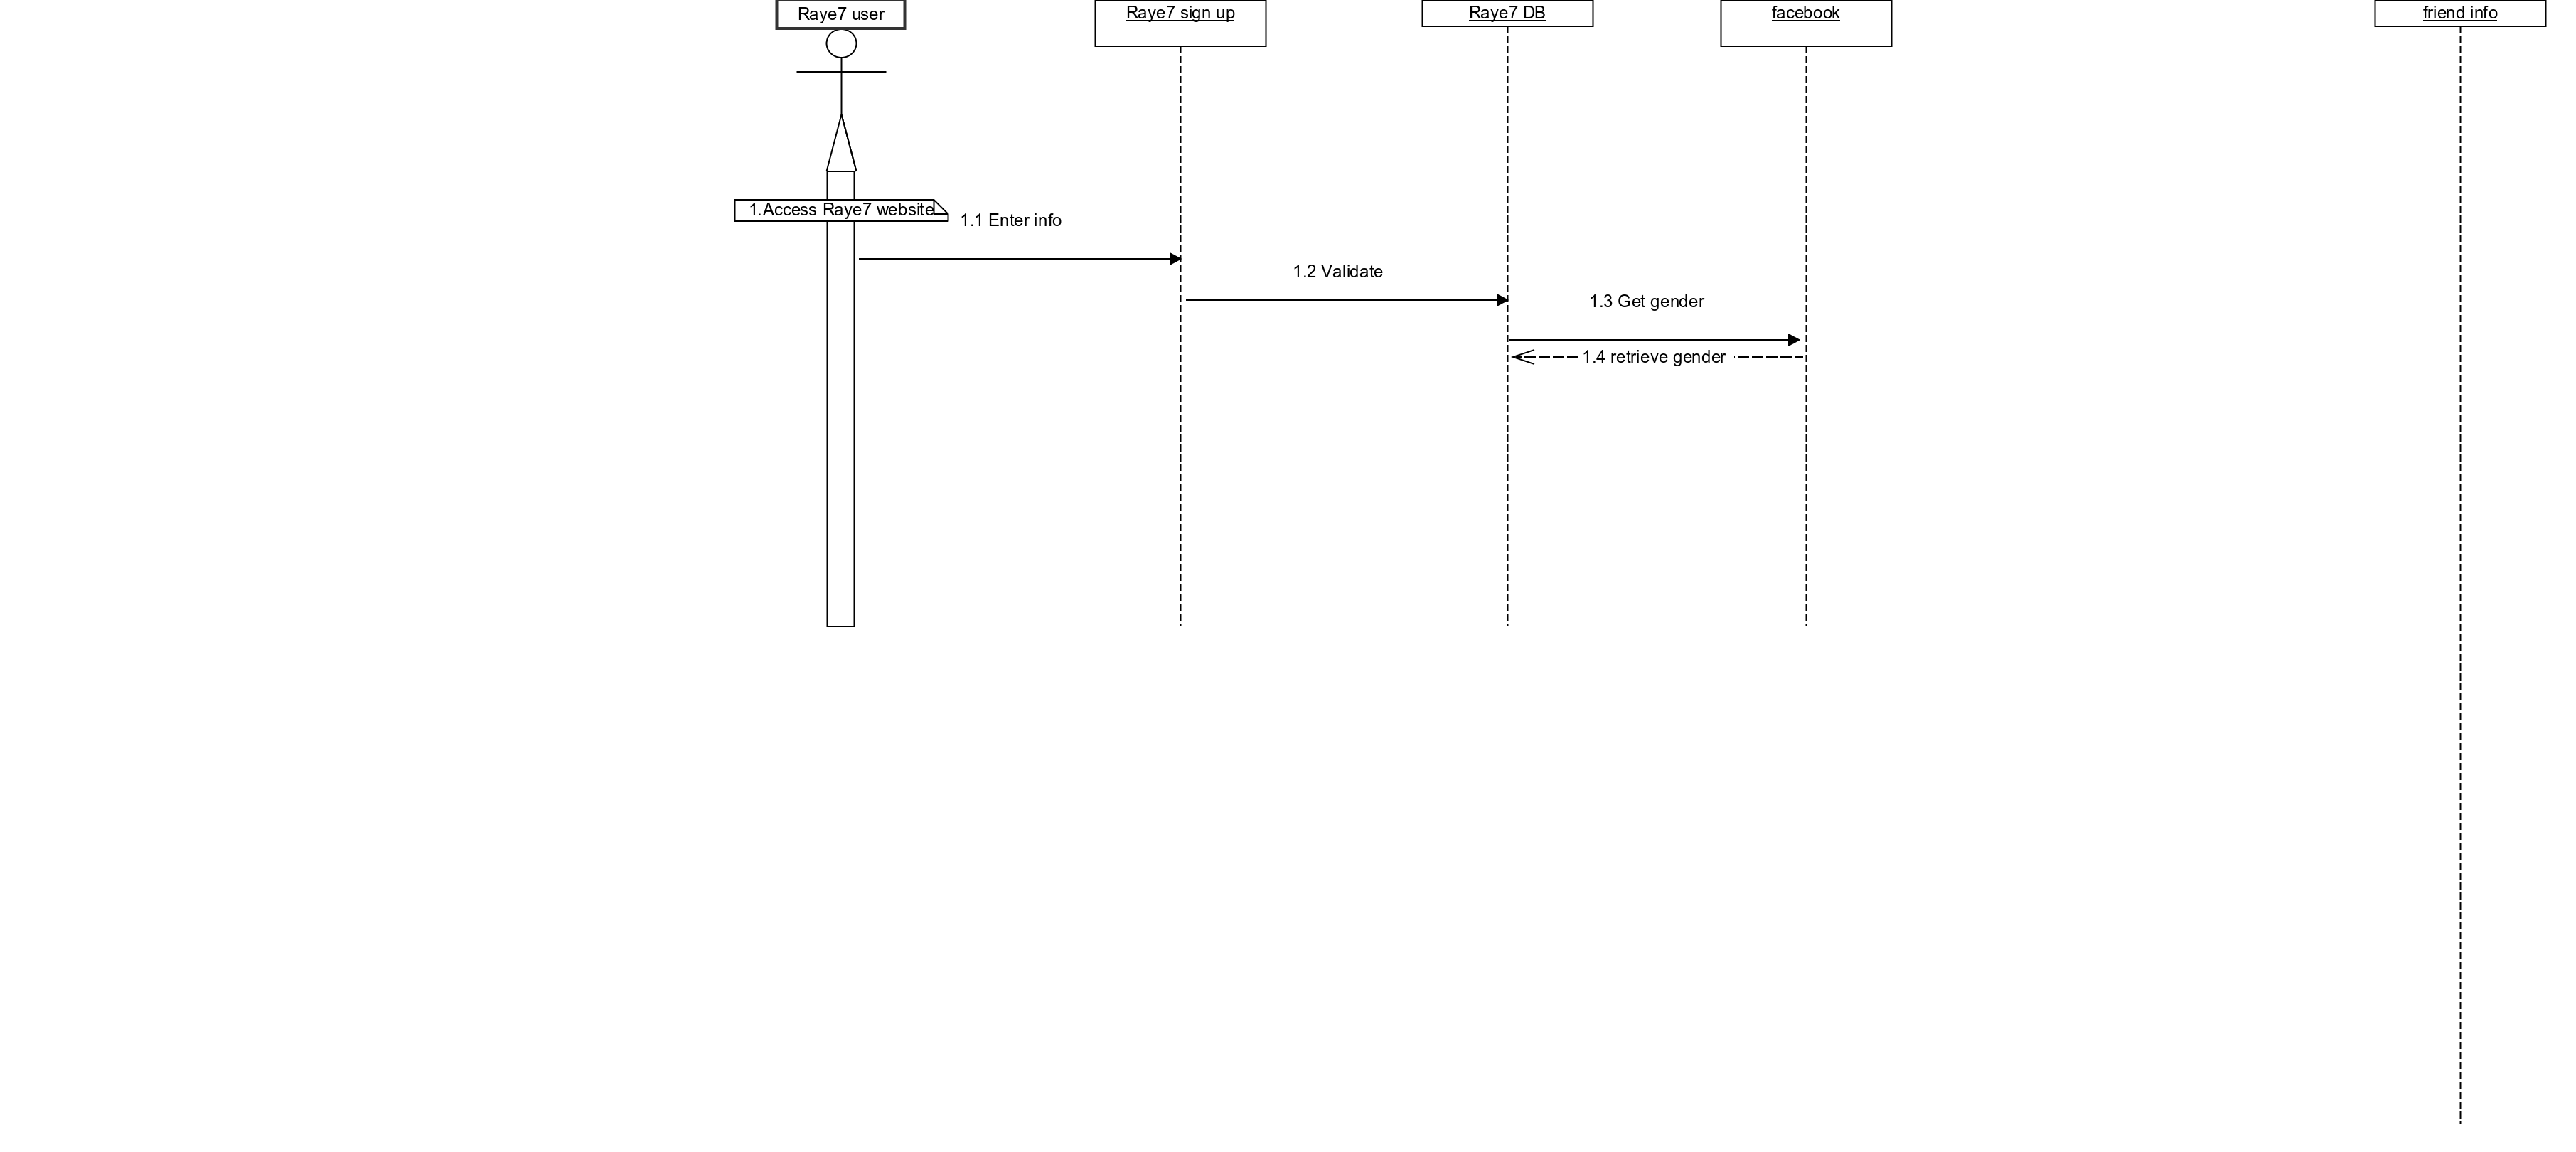 Raye7 user
Raye7 sign up
Raye7 DB
facebook
friend info
1.Access Raye7 website
1.1 Enter info
1.2 Validate
1.3 Get gender
1.4 retrieve gender